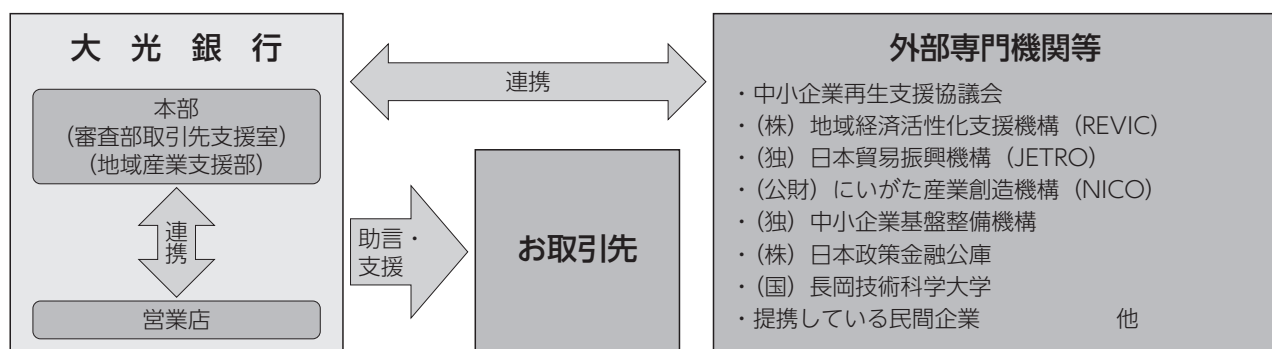 大光銀行
本部
(審査部取引先支援室)
(地域産業支援部)
連携
営業店
連携
助言・
支援
お取引先
外部専門機関等
・中小企業再生支援協議会
・(株)地域経済活性化支援機構(REVIC)
・(独)日本貿易振興機構(JETRO)
・(公財)にいがた産業創造機構(NICO)
・(独)中小企業基盤整備機構
・(株)日本政策金融公庫
・(国)長岡技術科学大学
・提携している民間企業 他